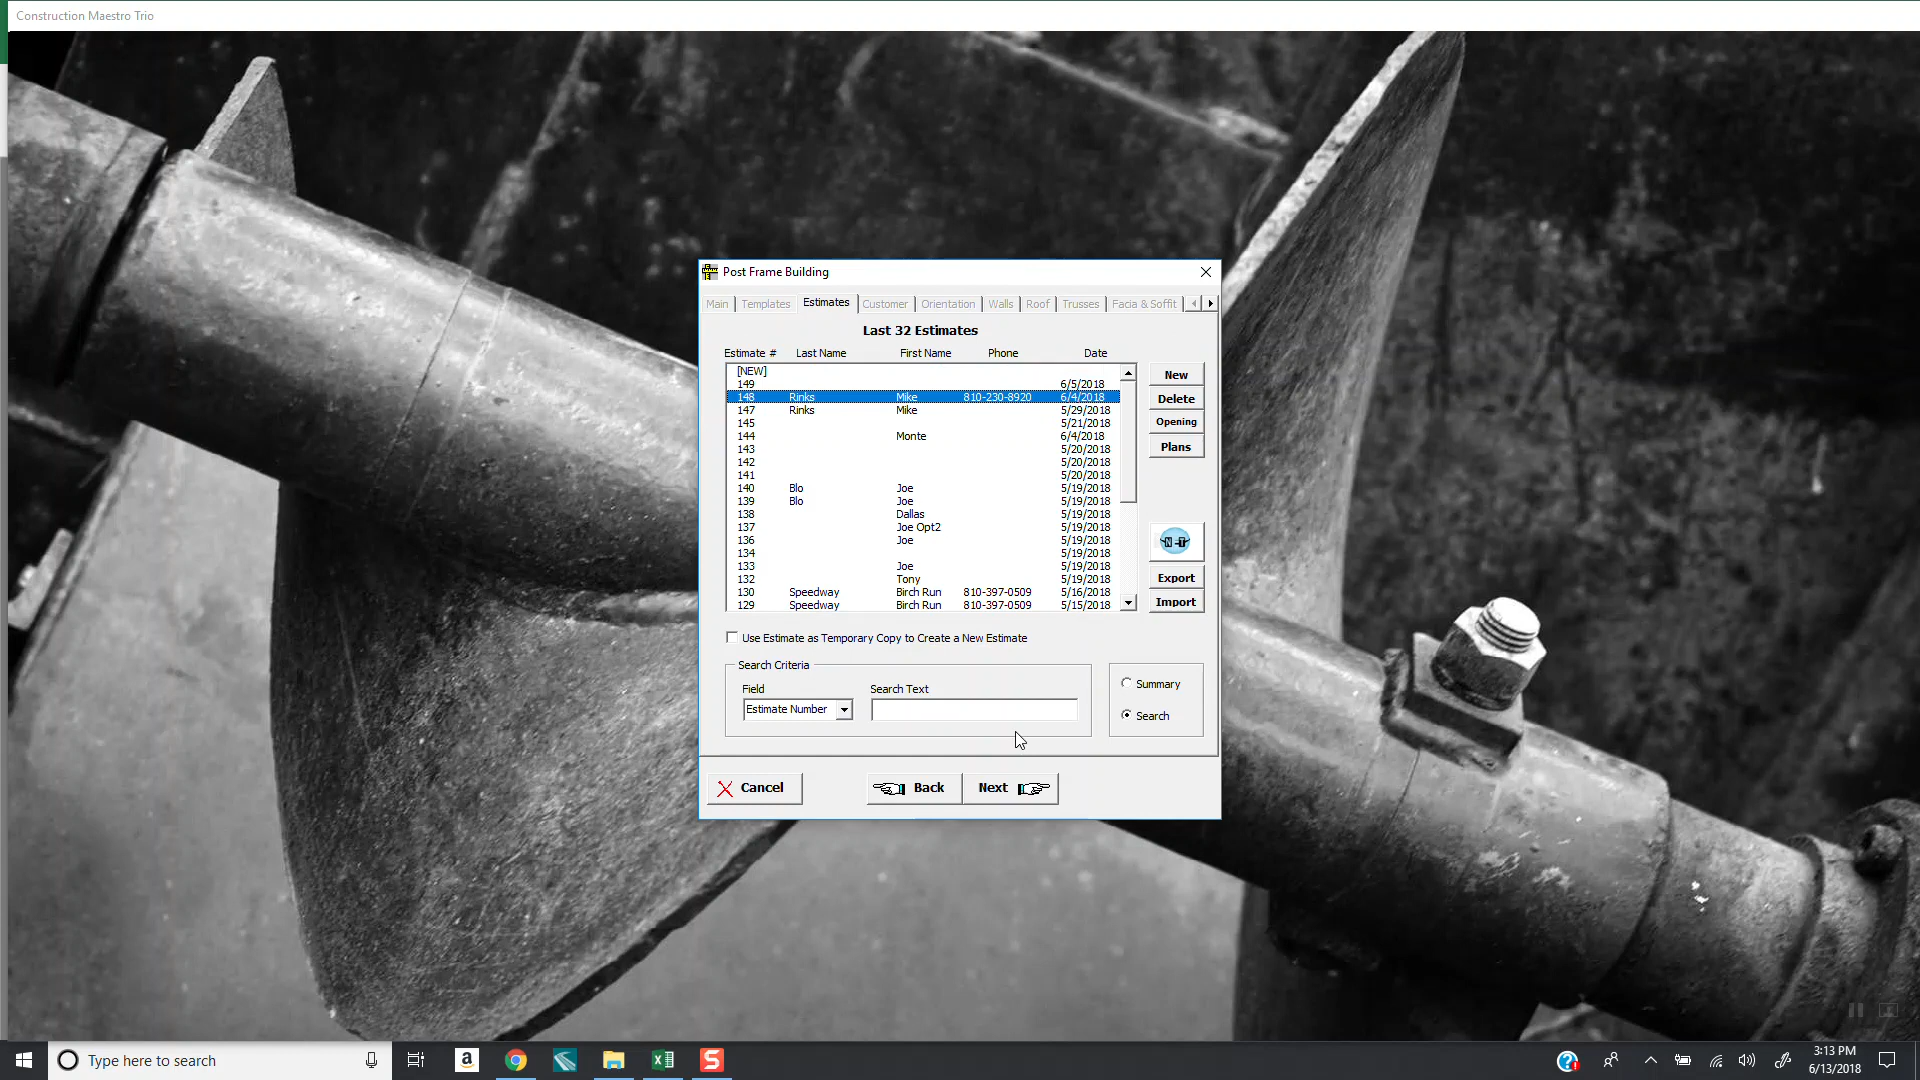 Construction Maestro Trio
Post Frame Building
Main Templates Estimates Customer Orientation Walls Roof Trusses Facia & Soffit
Last 32 Estimates
Estimate # Last Name First Name Phone Date
[NEW]
149 6/5/2018
148 Rinks Mike 810-230-8920 6/4/2018
147 Rinks Mike 5/29/2018
145 5/21/2018
144 Monte 6/4/2018
143 5/20/2018
142 5/20/2018
141 5/20/2018
140 Blo Joe 5/19/2018
139 Blo Joe 5/19/2018
138 Dallas 5/19/2018
137 Joe Opt2 5/19/2018
136 Joe 5/19/2018
134 5/19/2018
133 Joe 5/19/2018
132 Tony 5/19/2018
130 Speedway Birch Run 810-397-0509 5/16/2018
129 Speedway Birch Run 810-397-0509 5/15/2018
New
Delete
Opening
Plans
Export
Import
Use Estimate as Temporary Copy to Create a New Estimate
Search Criteria
Field Search Text
Estimate Number
Summary
Search
Cancel Back Next
Type here to search
3:13 PM
6/13/2018